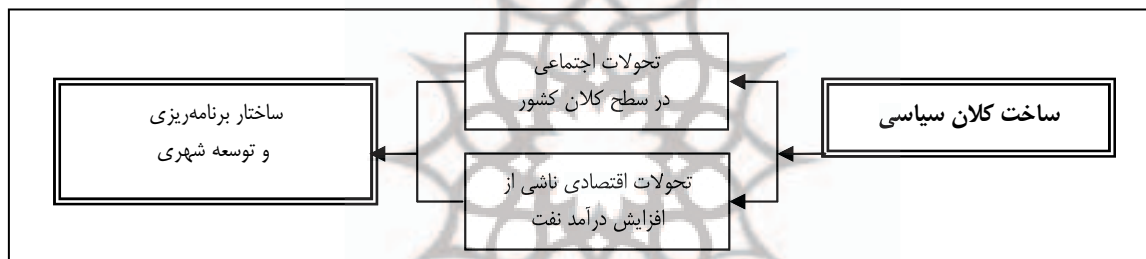 ساخت کلان سیاسی
تحولات اجتماعی
در سطح کلان کشور
تحولات اقتصادی ناشی از
افزایش درآمد نفت
ساختار برنامه‌ریزی
و توسعه شهری